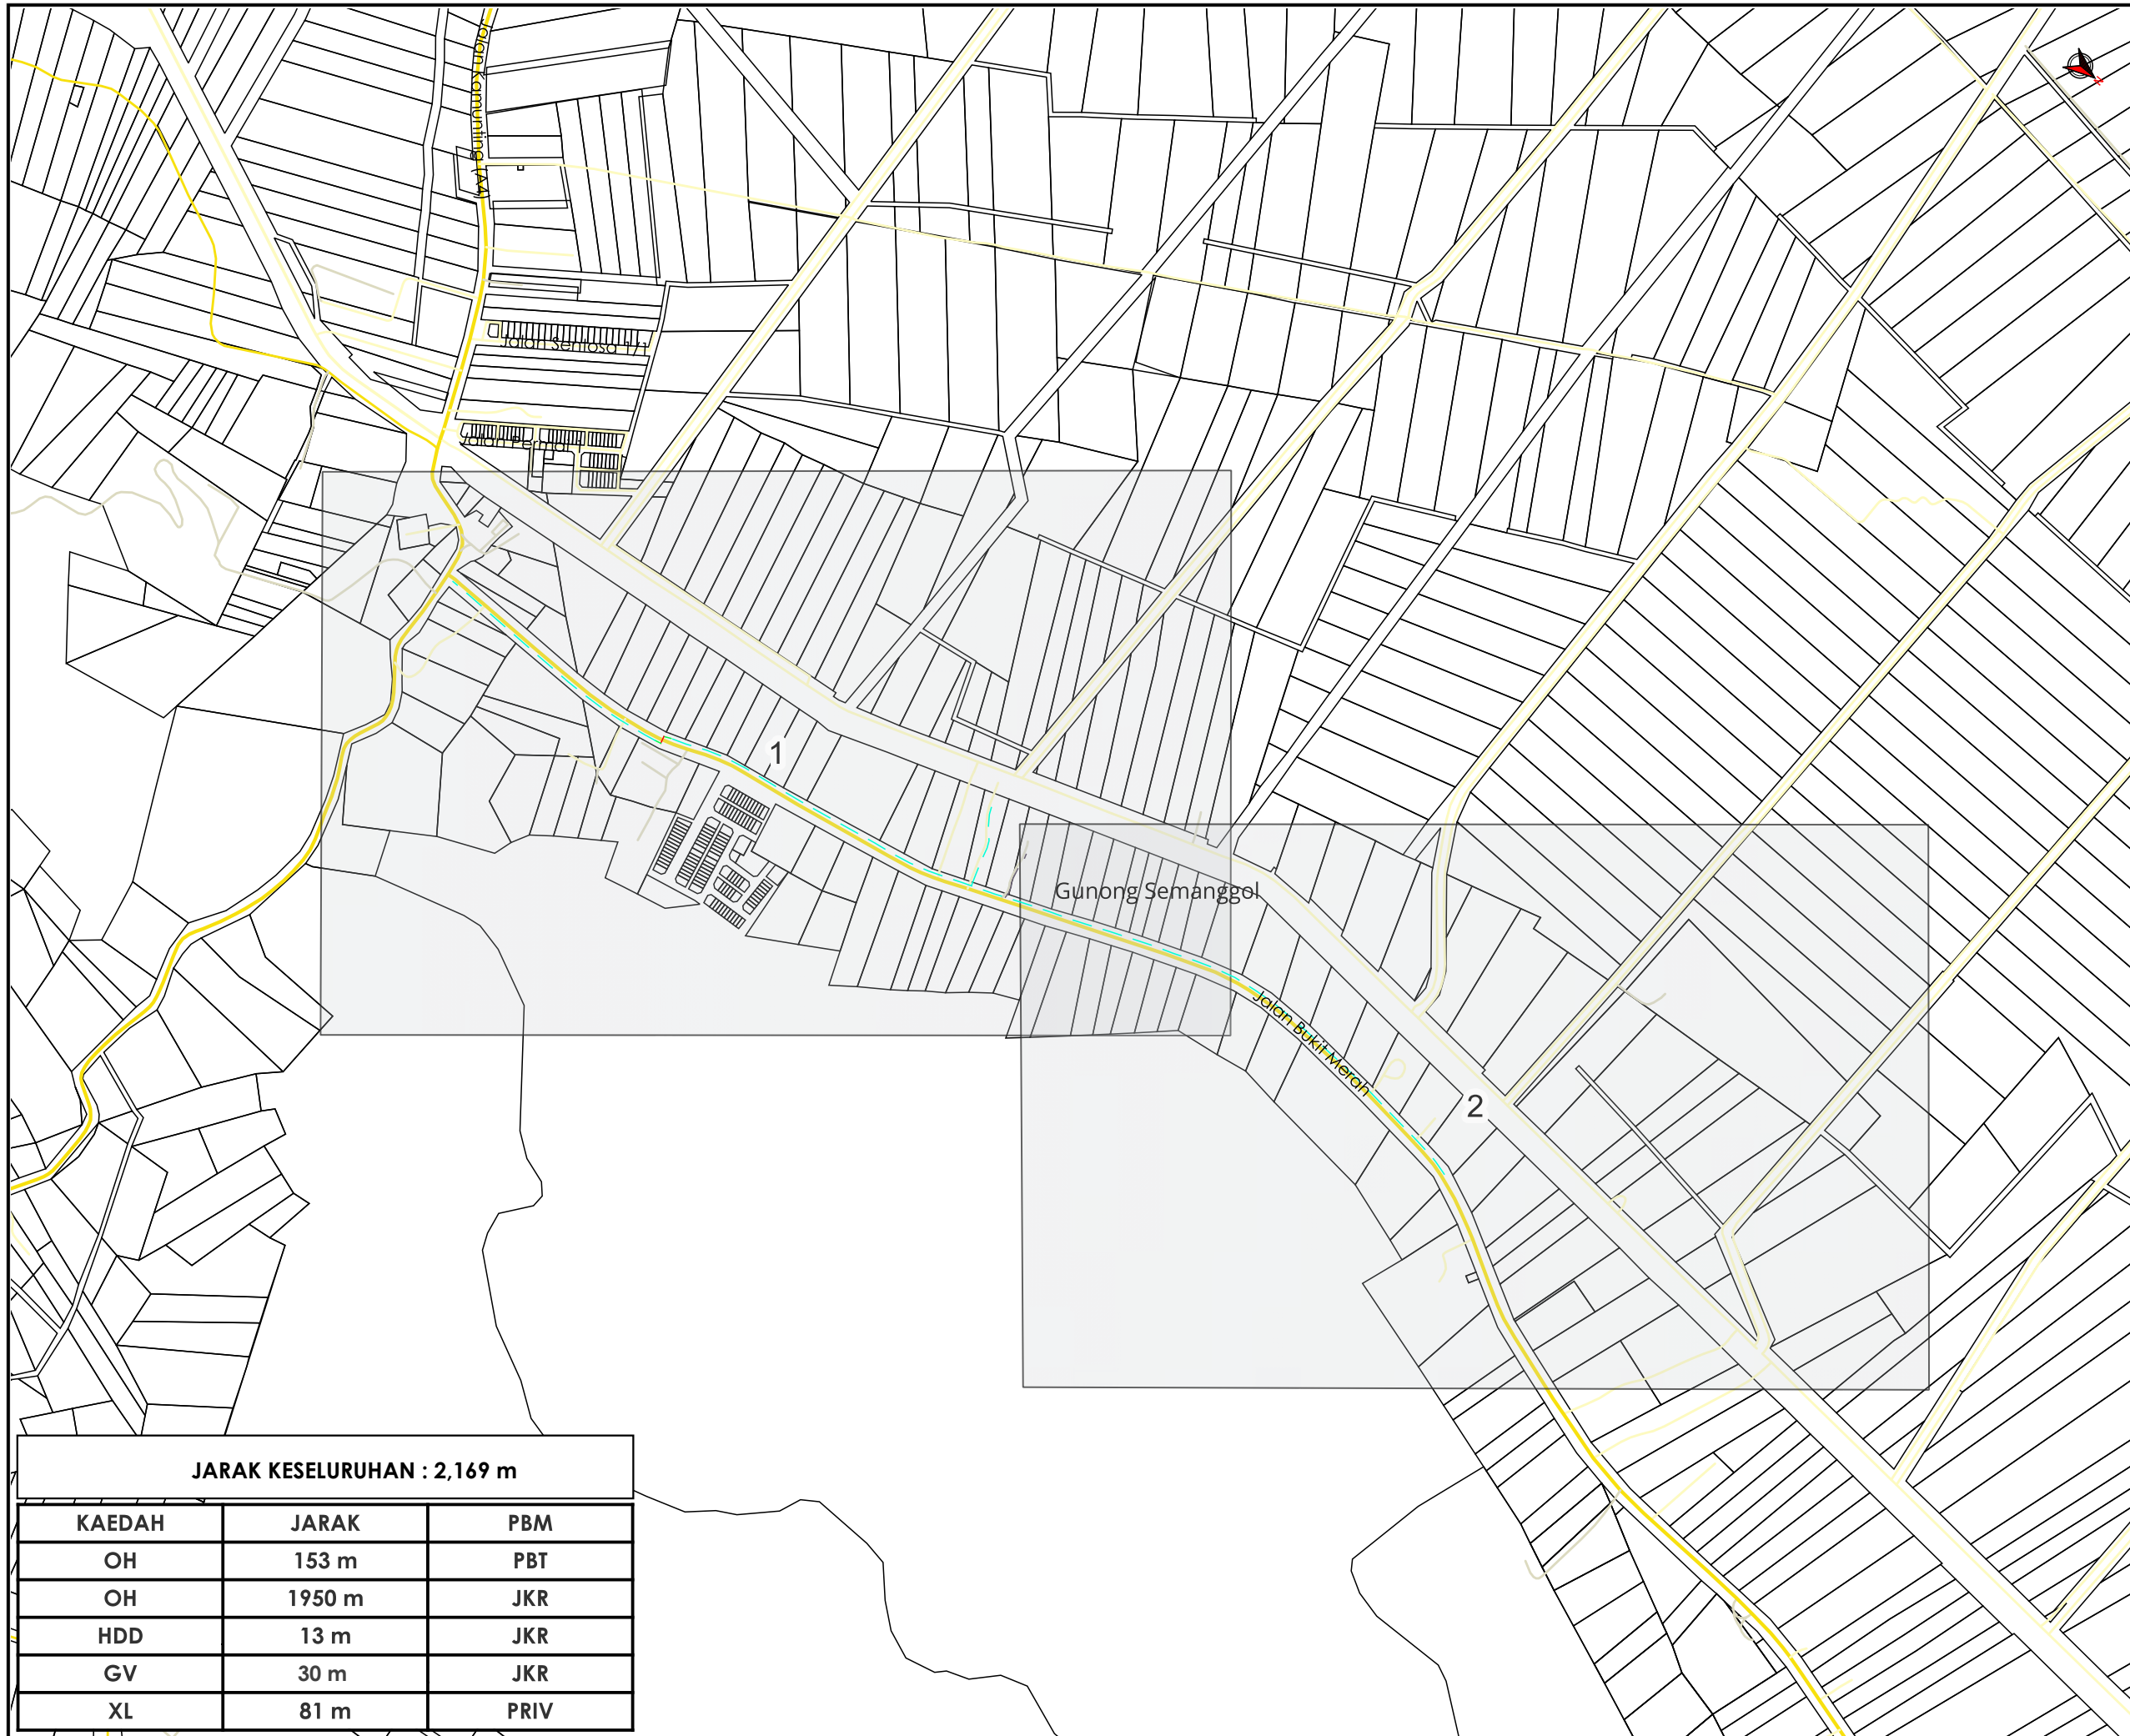 Jalan Kamunting (A4)
Jalan Sentosa 1/1
Jalan Permai
1
Gunong Semanggol
Jalan Bukit Merah
2
JARAK KESELURUHAN : 2,169 m
KAEDAH JARAK PBM
OH 153 m PBT
OH 1950 m JKR
HDD 13 m JKR
GV 30 m JKR
XL 81 m PRIV